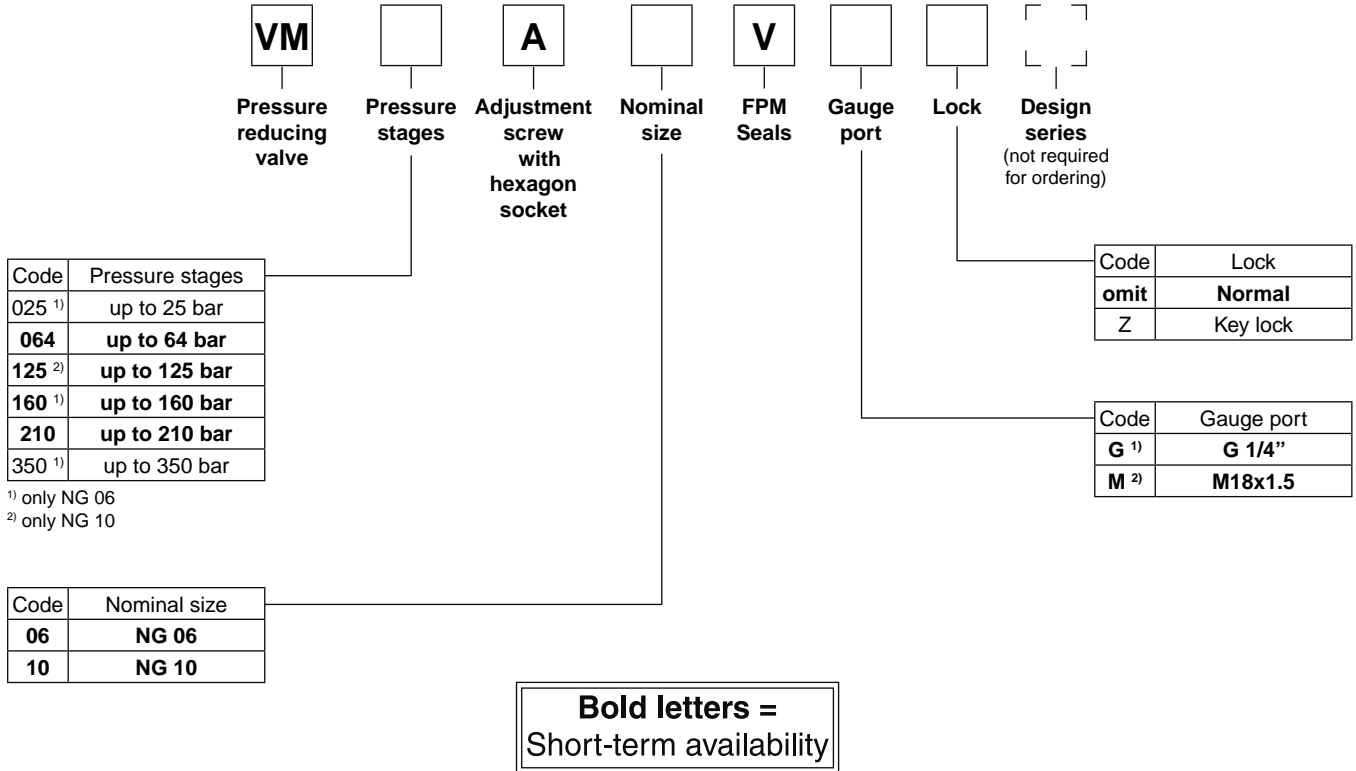 VM A V
Pressure reducing valve
Pressure stages
Adjustment screw with hexagon socket
Nominal size
FPM Seals
Gauge port
Lock
Design series
(not required for ordering)
Code Pressure stages
025 1) up to 25 bar
064 up to 64 bar
125 2) up to 125 bar
160 1) up to 160 bar
210 up to 210 bar
350 1) up to 350 bar
1) only NG 06
2) only NG 10
Code Lock
omit Normal
Z Key lock
Code Gauge port
G 1) G 1/4”
M 2) M18x1.5
Code Nominal size
06 NG 06
10 NG 10
Bold letters =
Short-term availability